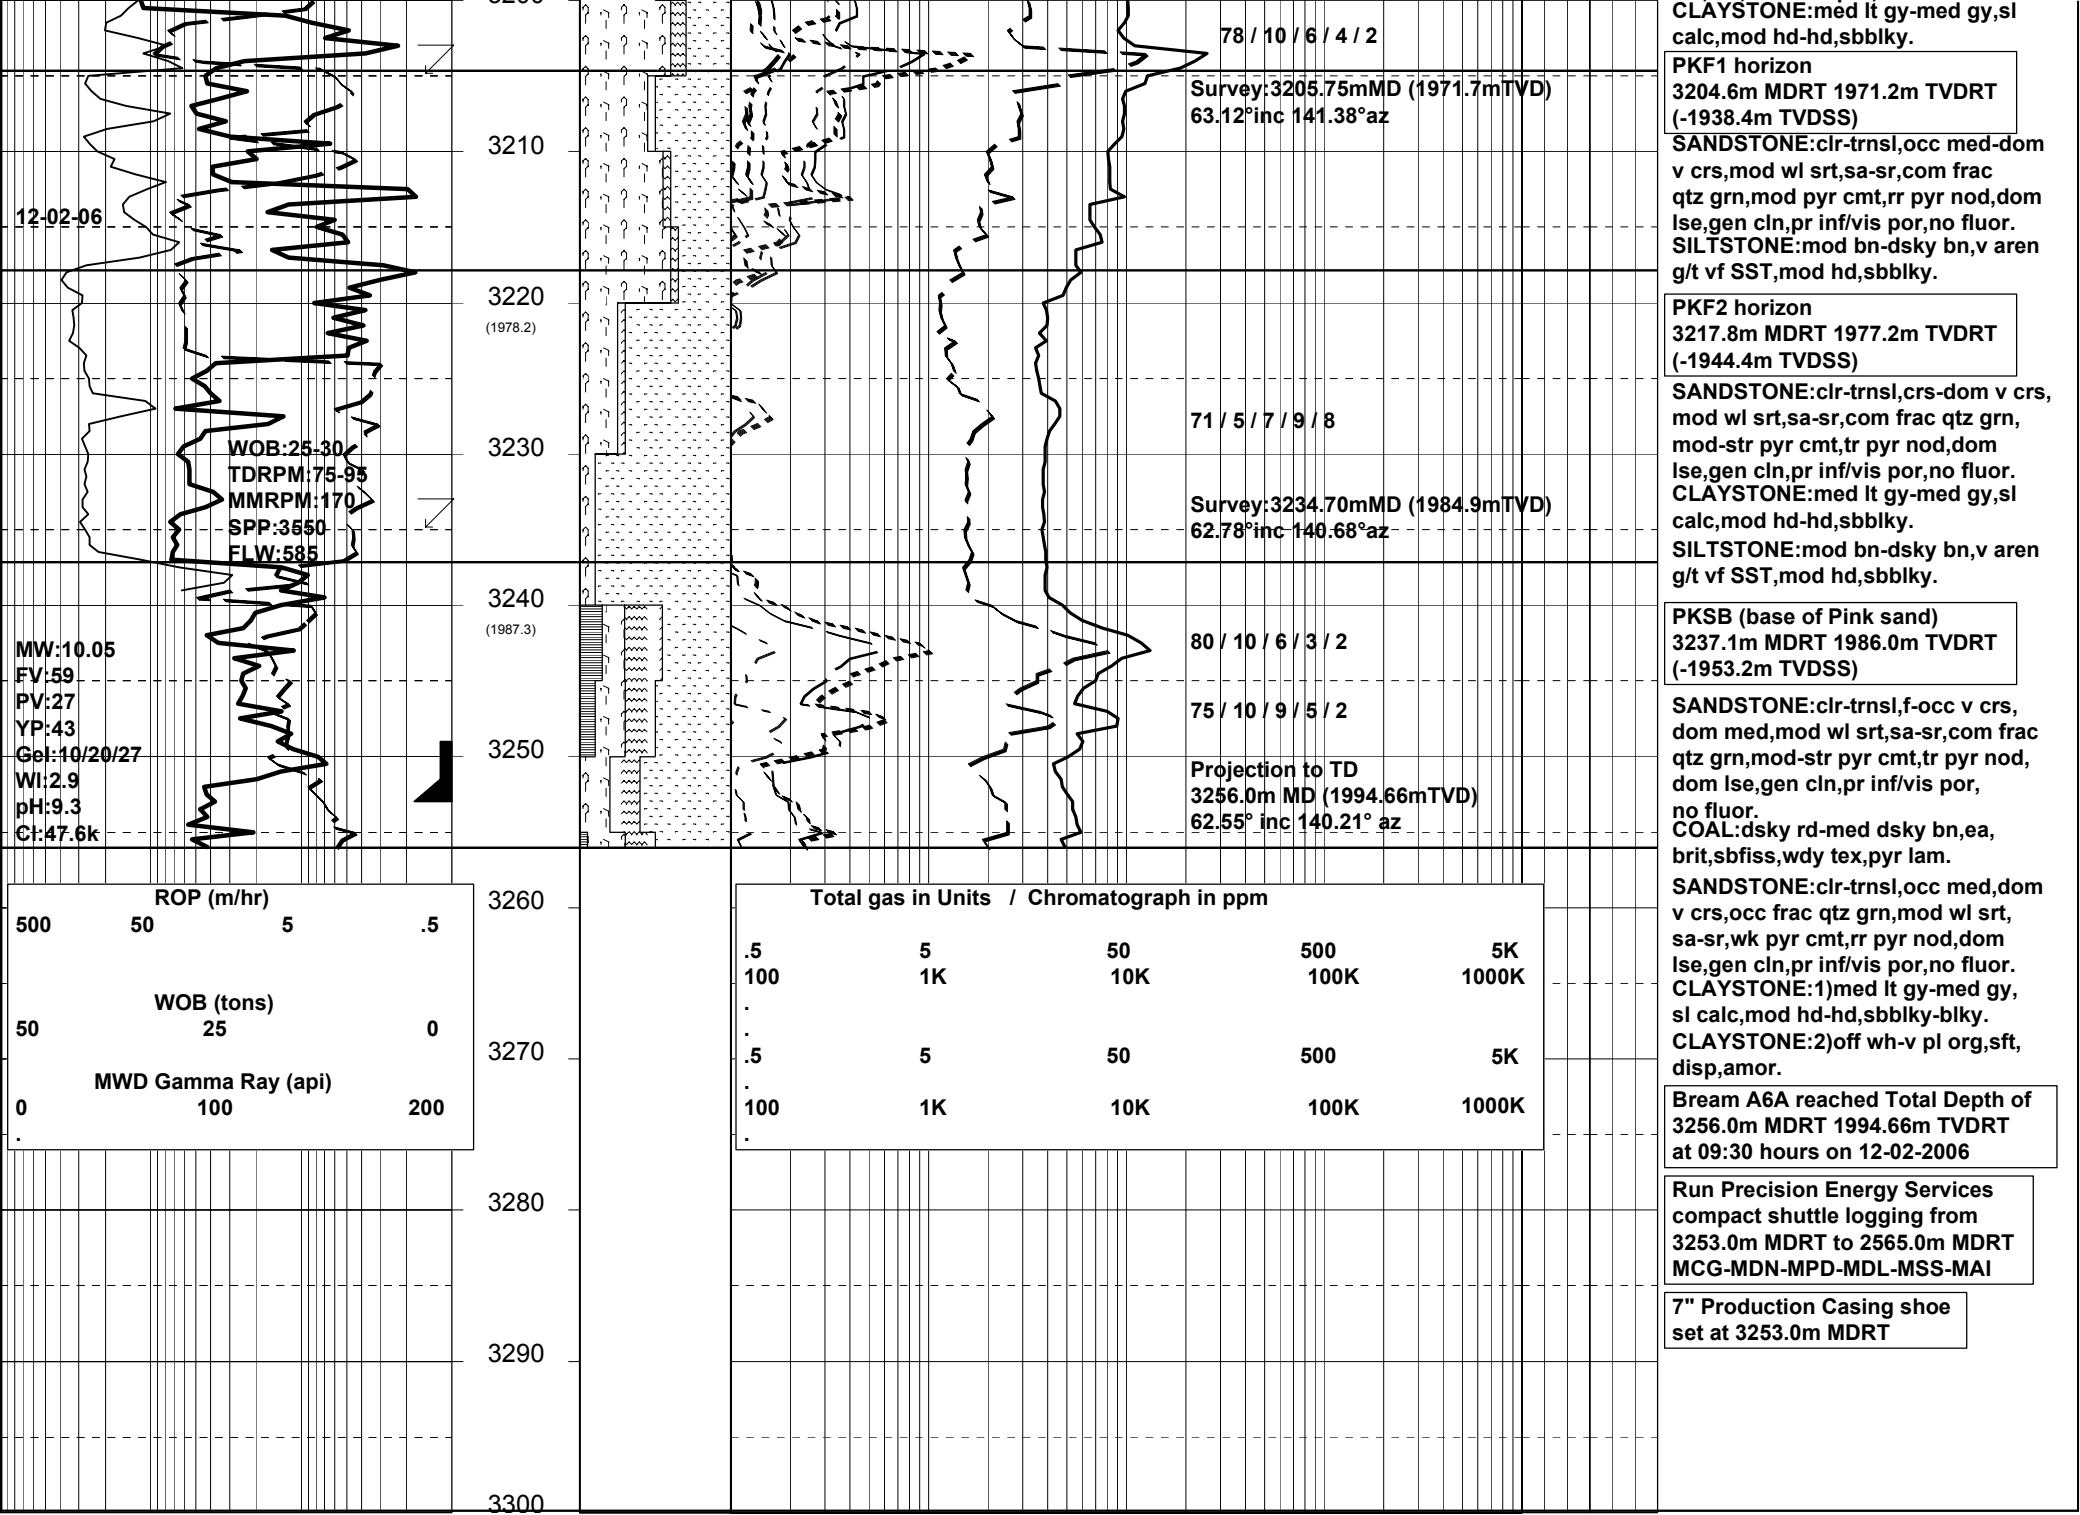 3200
CLAYSTONE:med lt gy-med gy,sl
calc,mod hd-hd,sbblky.
78 / 10 / 6 / 4 / 2
PKF1 horizon
3204.6m MDRT 1971.2m TVDRT
(-1938.4m TVDSS)
Survey:3205.75mMD (1971.7mTVD)
63.12°inc 141.38°az
3210
SANDSTONE:clr-trnsl,occ med-dom
v crs,mod wl srt,sa-sr,com frac
qtz grn,mod pyr cmt,rr pyr nod,dom
lse,gen cln,pr inf/vis por,no fluor.
12-02-06
SILTSTONE:mod bn-dsky bn,v aren
g/t vf SST,mod hd,sbblky.
3220
(1978.2)
PKF2 horizon
3217.8m MDRT 1977.2m TVDRT
(-1944.4m TVDSS)
SANDSTONE:clr-trnsl,crs-dom v crs,
mod wl srt,sa-sr,com frac qtz grn,
mod-str pyr cmt,tr pyr nod,dom
lse,gen cln,pr inf/vis por,no fluor.
71 / 5 / 7 / 9 / 8
WOB:25-30
TDRPM:75-95
MMRPM:170
SPP:3550
FLW:585
3230
CLAYSTONE:med lt gy-med gy,sl
calc,mod hd-hd,sbblky.
Survey:3234.70mMD (1984.9mTVD)
62.78°inc 140.68°az
SILTSTONE:mod bn-dsky bn,v aren
g/t vf SST,mod hd,sbblky.
3240
(1987.3)
PKSB (base of Pink sand)
3237.1m MDRT 1986.0m TVDRT
(-1953.2m TVDSS)
80 / 10 / 6 / 3 / 2
MW:10.05
FV:59
PV:27
YP:43
Gel:10/20/27
Wl:2.9
pH:9.3
Cl:47.6k
75 / 10 / 9 / 5 / 2
3250
SANDSTONE:clr-trnsl,f-occ v crs,
dom med,mod wl srt,sa-sr,com frac
qtz grn,mod-str pyr cmt,tr pyr nod,
dom lse,gen cln,pr inf/vis por,
no fluor.
Projection to TD
3256.0m MD (1994.66mTVD)
62.55° inc 140.21° az
COAL:dsky rd-med dsky bn,ea,
brit,sbfiss,wdy tex,pyr lam.
SANDSTONE:clr-trnsl,occ med,dom
v crs,occ frac qtz grn,mod wl srt,
sa-sr,wk pyr cmt,rr pyr nod,dom
lse,gen cln,pr inf/vis por,no fluor.
CLAYSTONE:1)med lt gy-med gy,
sl calc,mod hd-hd,sbblky-blky.
CLAYSTONE:2)off wh-v pl org,sft,
disp,amor.
ROP (m/hr)
500 50 5 .5
WOB (tons)
50 25 0
MWD Gamma Ray (api)
0 100 200
.
3260
3270
Total gas in Units / Chromatograph in ppm
.5 5 50 500 5K
100 1K 10K 100K 1000K
.
.
.5 5 50 500 5K
.
100 1K 10K 100K 1000K
.
Bream A6A reached Total Depth of
3256.0m MDRT 1994.66m TVDRT
at 09:30 hours on 12-02-2006
Run Precision Energy Services
compact shuttle logging from
3253.0m MDRT to 2565.0m MDRT
MCG-MDN-MPD-MDL-MSS-MAI
7" Production Casing shoe
set at 3253.0m MDRT
3280
3290
3300